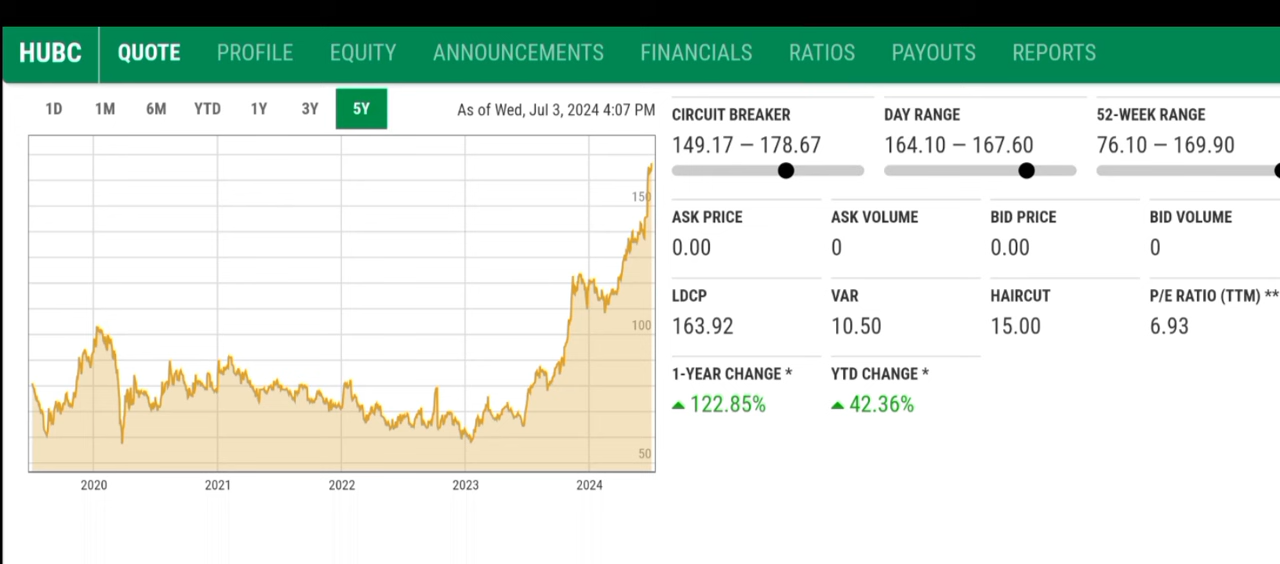 HUBC QUOTE PROFILE EQUITY ANNOUNCEMENTS FINANCIALS RATIOS PAYOUTS REPORTS
1D 1M 6M YTD 1Y 3Y 5Y
As of Wed, Jul 3, 2024 4:07 PM
150
100
50
2020 2021 2022 2023 2024
CIRCUIT BREAKER DAY RANGE 52-WEEK RANGE
149.17 — 178.67 164.10 — 167.60 76.10 — 169.90
ASK PRICE ASK VOLUME BID PRICE BID VOLUME
0.00 0 0.00 0
LDCP VAR HAIRCUT P/E RATIO (TTM) **
163.92 10.50 15.00 6.93
1-YEAR CHANGE * YTD CHANGE *
122.85% 42.36%